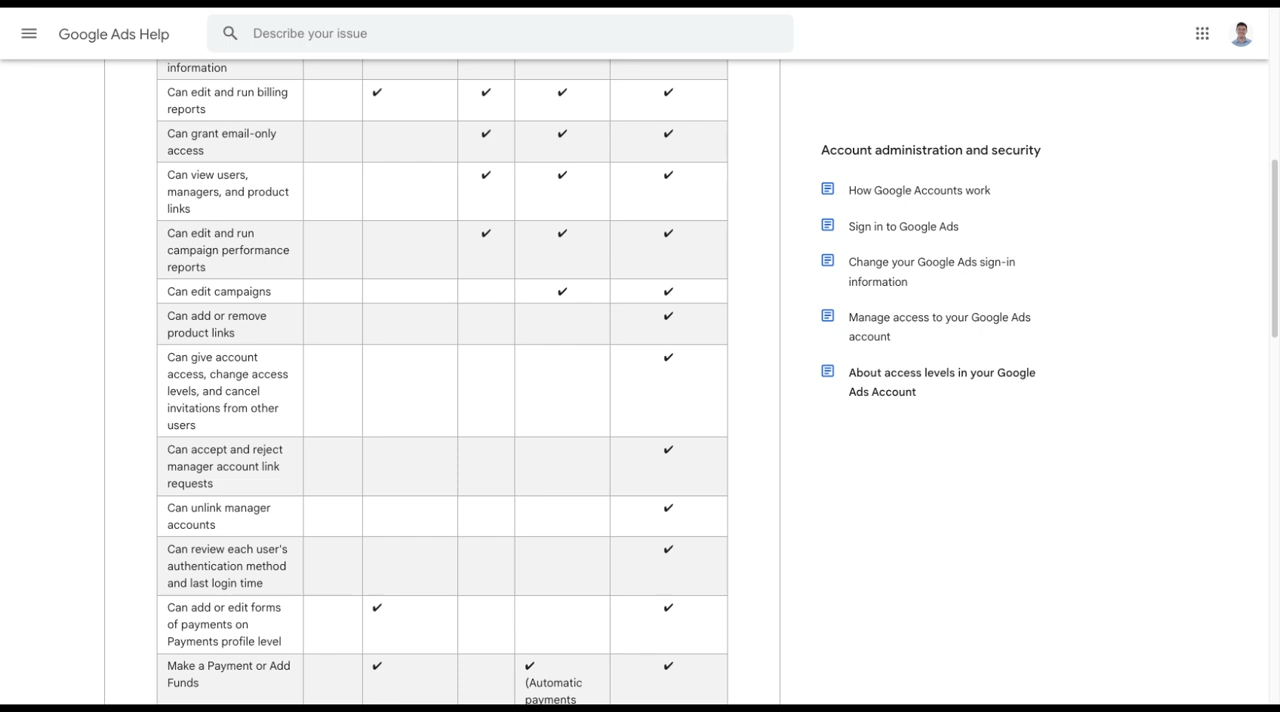 Google Ads Help
Describe your issue
information
Can edit and run billing
reports
✔ ✔ ✔ ✔
Can grant email-only
access
✔ ✔ ✔
Can view users,
managers, and product
links
✔ ✔ ✔
Can edit and run
campaign performance
reports
✔ ✔ ✔
Can edit campaigns
✔ ✔
Can add or remove
product links
✔
Can give account
access, change access
levels, and cancel
invitations from other
users
✔
Can accept and reject
manager account link
requests
✔
Can unlink manager
accounts
✔
Can review each user's
authentication method
and last login time
✔
Can add or edit forms
of payments on
Payments profile level
✔ ✔
Make a Payment or Add
Funds
✔ ✔ ✔
(Automatic
payments
Account administration and security
How Google Accounts work
Sign in to Google Ads
Change your Google Ads sign-in
information
Manage access to your Google Ads
account
About access levels in your Google
Ads Account